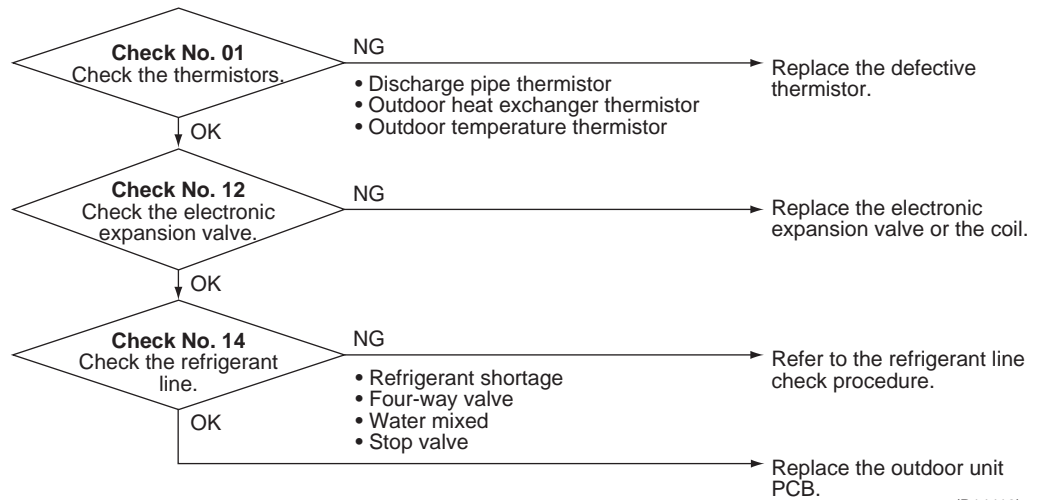 Check No. 01
Check the thermistors.
NG
• Discharge pipe thermistor
• Outdoor heat exchanger thermistor
• Outdoor temperature thermistor
Replace the defective
thermistor.
OK
Check No. 12
Check the electronic
expansion valve.
NG
Replace the electronic
expansion valve or the coil.
OK
Check No. 14
Check the refrigerant
line.
NG
• Refrigerant shortage
• Four-way valve
• Water mixed
• Stop valve
Refer to the refrigerant line
check procedure.
OK
Replace the outdoor unit
PCB.